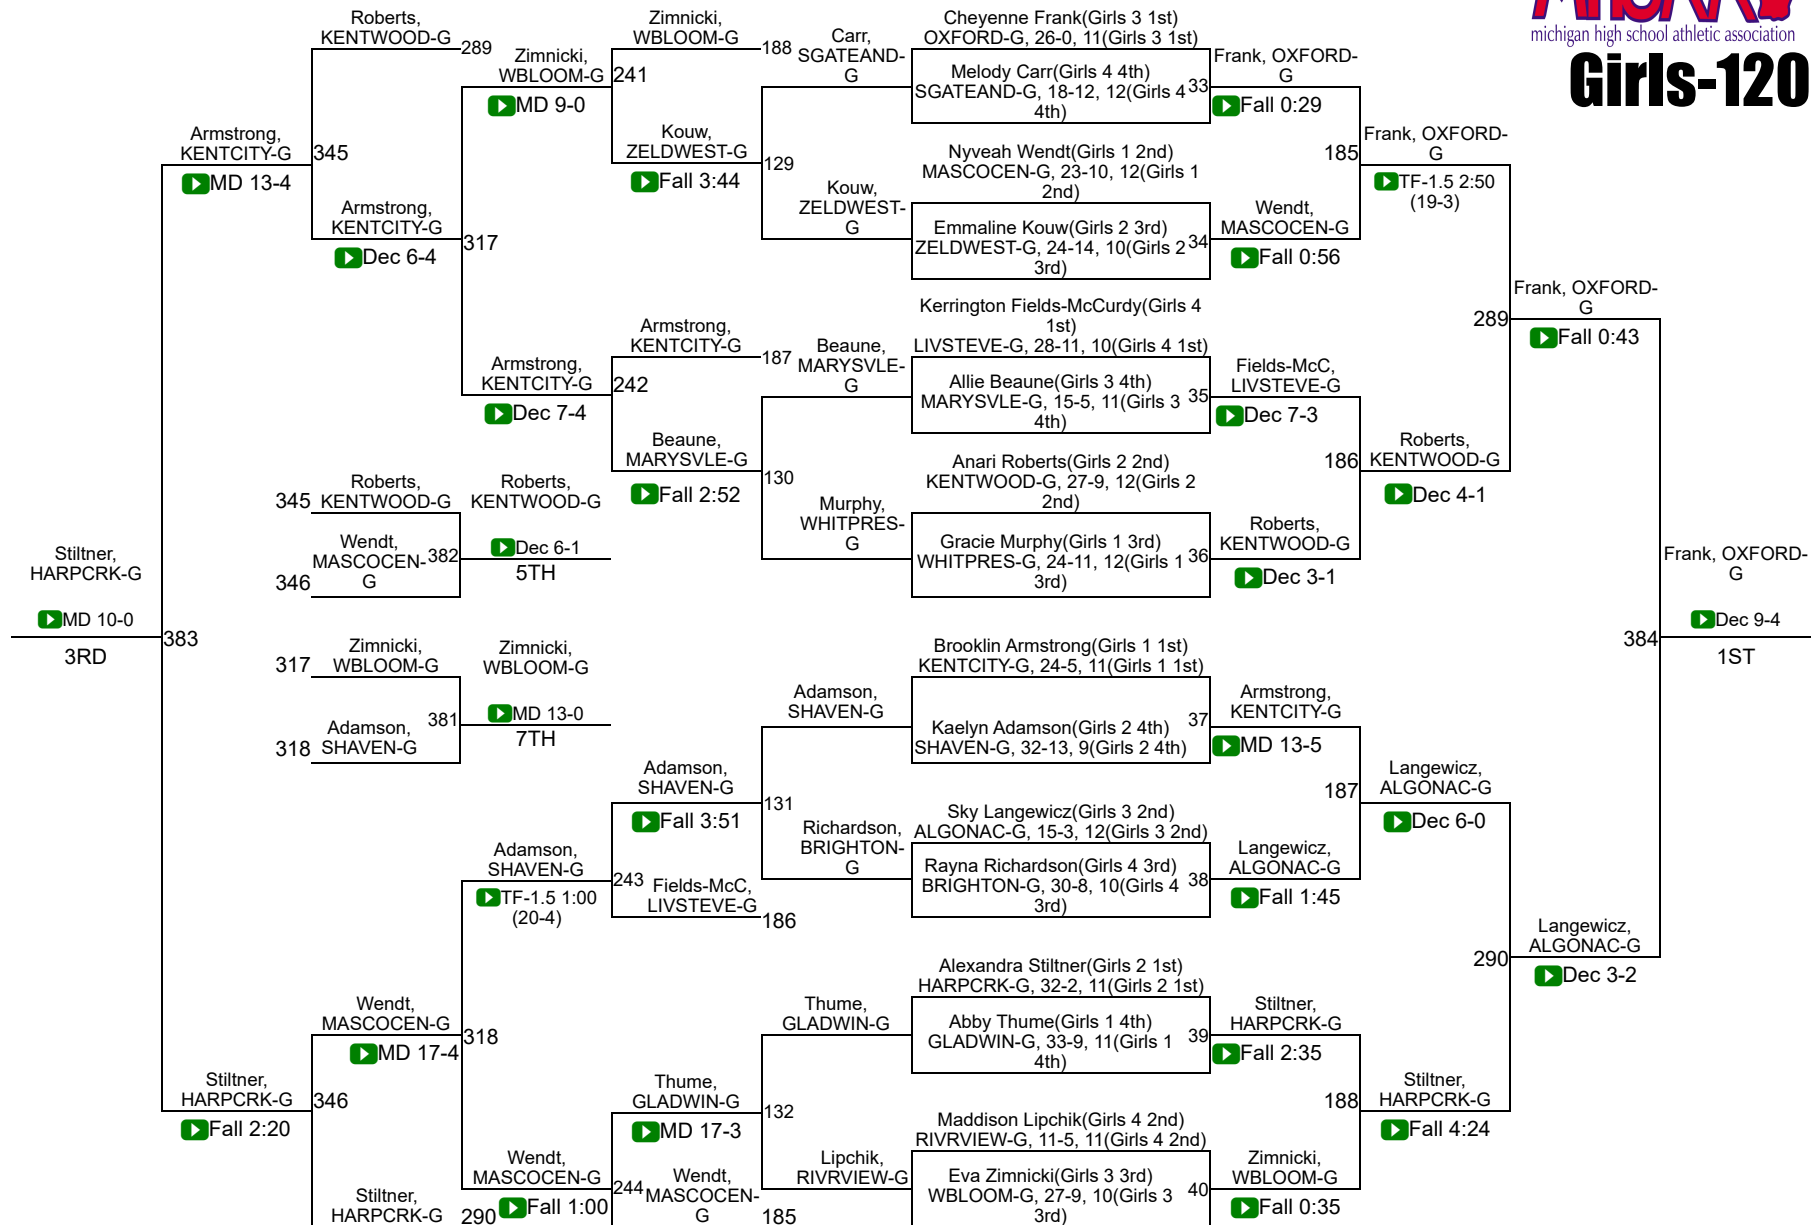 michigan high school athletic association
Girls-120
Roberts,
KENTWOOD-G
289
Zimnicki,
WBLOOM-G
MD 9-0
241
Zimnicki,
WBLOOM-G
188
Kouw,
ZELDWEST-G
Fall 3:44
129
Carr,
SGATEAND-
G
Kouw,
ZELDWEST-
G
Cheyenne Frank(Girls 3 1st)
OXFORD-G, 26-0, 11(Girls 3 1st)
Melody Carr(Girls 4 4th)
SGATEAND-G, 18-12, 12(Girls 4
4th)
33
Frank, OXFORD-
G
Fall 0:29
Nyveah Wendt(Girls 1 2nd)
MASCOCEN-G, 23-10, 12(Girls 1
2nd)
Emmaline Kouw(Girls 2 3rd)
ZELDWEST-G, 24-14, 10(Girls 2
3rd)
34
Wendt,
MASCOCEN-G
Fall 0:56
185
Frank, OXFORD-
G
TF-1.5 2:50
(19-3)
Armstrong,
KENTCITY-G
MD 13-4
345
Armstrong,
KENTCITY-G
Dec 6-4
317
Armstrong,
KENTCITY-G
Dec 7-4
242
Armstrong,
KENTCITY-G
187
Beaune,
MARYSVLE-G
Fall 2:52
130
Beaune,
MARYSVLE-
G
Murphy,
WHITPRES-
G
Kerrington Fields-McCurdy(Girls 4
1st)
LIVSTEVE-G, 28-11, 10(Girls 4 1st)
Allie Beaune(Girls 3 4th)
MARYSVLE-G, 15-5, 11(Girls 3
4th)
35
Fields-McC,
LIVSTEVE-G
Dec 7-3
Anari Roberts(Girls 2 2nd)
KENTWOOD-G, 27-9, 12(Girls 2
2nd)
Gracie Murphy(Girls 1 3rd)
WHITPRES-G, 24-11, 12(Girls 1
3rd)
36
Roberts,
KENTWOOD-G
Dec 3-1
186
Roberts,
KENTWOOD-G
Dec 4-1
289
Frank, OXFORD-
G
Fall 0:43
345
Roberts,
KENTWOOD-G
346
Wendt,
MASCOCEN-
G
382
Roberts,
KENTWOOD-G
Dec 6-1
5TH
Stiltner,
HARPCRK-G
MD 10-0
3RD
383
317
Zimnicki,
WBLOOM-G
318
Adamson,
SHAVEN-G
381
Zimnicki,
WBLOOM-G
MD 13-0
7TH
384
Frank, OXFORD-
G
Dec 9-4
1ST
Adamson,
SHAVEN-G
Richardson,
BRIGHTON-
G
Brooklin Armstrong(Girls 1 1st)
KENTCITY-G, 24-5, 11(Girls 1 1st)
Kaelyn Adamson(Girls 2 4th)
SHAVEN-G, 32-13, 9(Girls 2 4th)
37
Armstrong,
KENTCITY-G
MD 13-5
Sky Langewicz(Girls 3 2nd)
ALGONAC-G, 15-3, 12(Girls 3 2nd)
Rayna Richardson(Girls 4 3rd)
BRIGHTON-G, 30-8, 10(Girls 4
3rd)
38
Langewicz,
ALGONAC-G
Fall 1:45
187
Langewicz,
ALGONAC-G
Dec 6-0
Adamson,
SHAVEN-G
Fall 3:51
131
Adamson,
SHAVEN-G
TF-1.5 1:00
(20-4)
243
Fields-McC,
LIVSTEVE-G
186
290
Langewicz,
ALGONAC-G
Dec 3-2
Wendt,
MASCOCEN-G
MD 17-4
318
Thume,
GLADWIN-G
Alexandra Stiltner(Girls 2 1st)
HARPCRK-G, 32-2, 11(Girls 2 1st)
Abby Thume(Girls 1 4th)
GLADWIN-G, 33-9, 11(Girls 1
4th)
39
Stiltner,
HARPCRK-G
Fall 2:35
Stiltner,
HARPCRK-G
Fall 2:20
346
Thume,
GLADWIN-G
MD 17-3
132
188
Stiltner,
HARPCRK-G
Fall 4:24
Maddison Lipchik(Girls 4 2nd)
RIVRVIEW-G, 11-5, 11(Girls 4 2nd)
Lipchik,
RIVRVIEW-G
Eva Zimnicki(Girls 3 3rd)
WBLOOM-G, 27-9, 10(Girls 3
3rd)
40
Zimnicki,
WBLOOM-G
Fall 0:35
Stiltner,
HARPCRK-G
290
Wendt,
MASCOCEN-G
Fall 1:00
244
Wendt,
MASCOCEN-
G
185